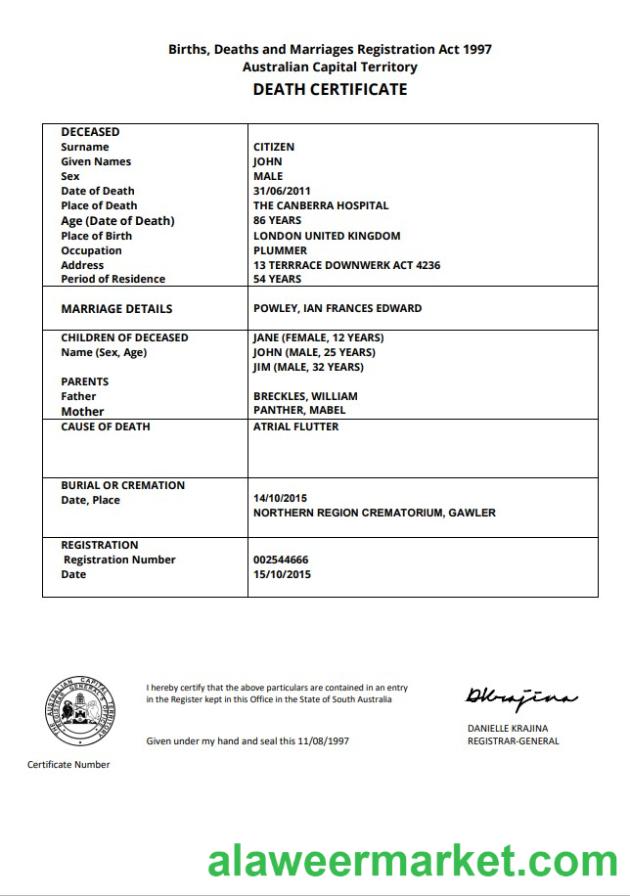 Births, Deaths and Marriages Registration Act 1997
Australian Capital Territory
DEATH CERTIFICATE
DECEASED
Surname CITIZEN
Given Names JOHN
Sex MALE
Date of Death 31/06/2011
Place of Death THE CANBERRA HOSPITAL
Age (Date of Death) 86 YEARS
Place of Birth LONDON UNITED KINGDOM
Occupation PLUMMER
Address 13 TERRRACE DOWNWERK ACT 4236
Period of Residence 54 YEARS
MARRIAGE DETAILS POWLEY, IAN FRANCES EDWARD
CHILDREN OF DECEASED JANE (FEMALE, 12 YEARS)
Name (Sex, Age) JOHN (MALE, 25 YEARS)
JIM (MALE, 32 YEARS)
PARENTS
Father BRECKLES, WILLIAM
Mother PANTHER, MABEL
CAUSE OF DEATH ATRIAL FLUTTER
BURIAL OR CREMATION
Date, Place 14/10/2015
NORTHERN REGION CREMATORIUM, GAWLER
REGISTRATION
Registration Number 002544666
Date 15/10/2015
THE AUSTRALIAN CAPITAL TERRITORY
REGISTRAR GENERAL'S OFFICE
I hereby certify that the above particulars are contained in an entry
in the Register kept in this Office in the State of South Australia
Given under my hand and seal this 11/08/1997
DKrajina
DANIELLE KRAJINA
REGISTRAR-GENERAL
Certificate Number
alaweermarket.com